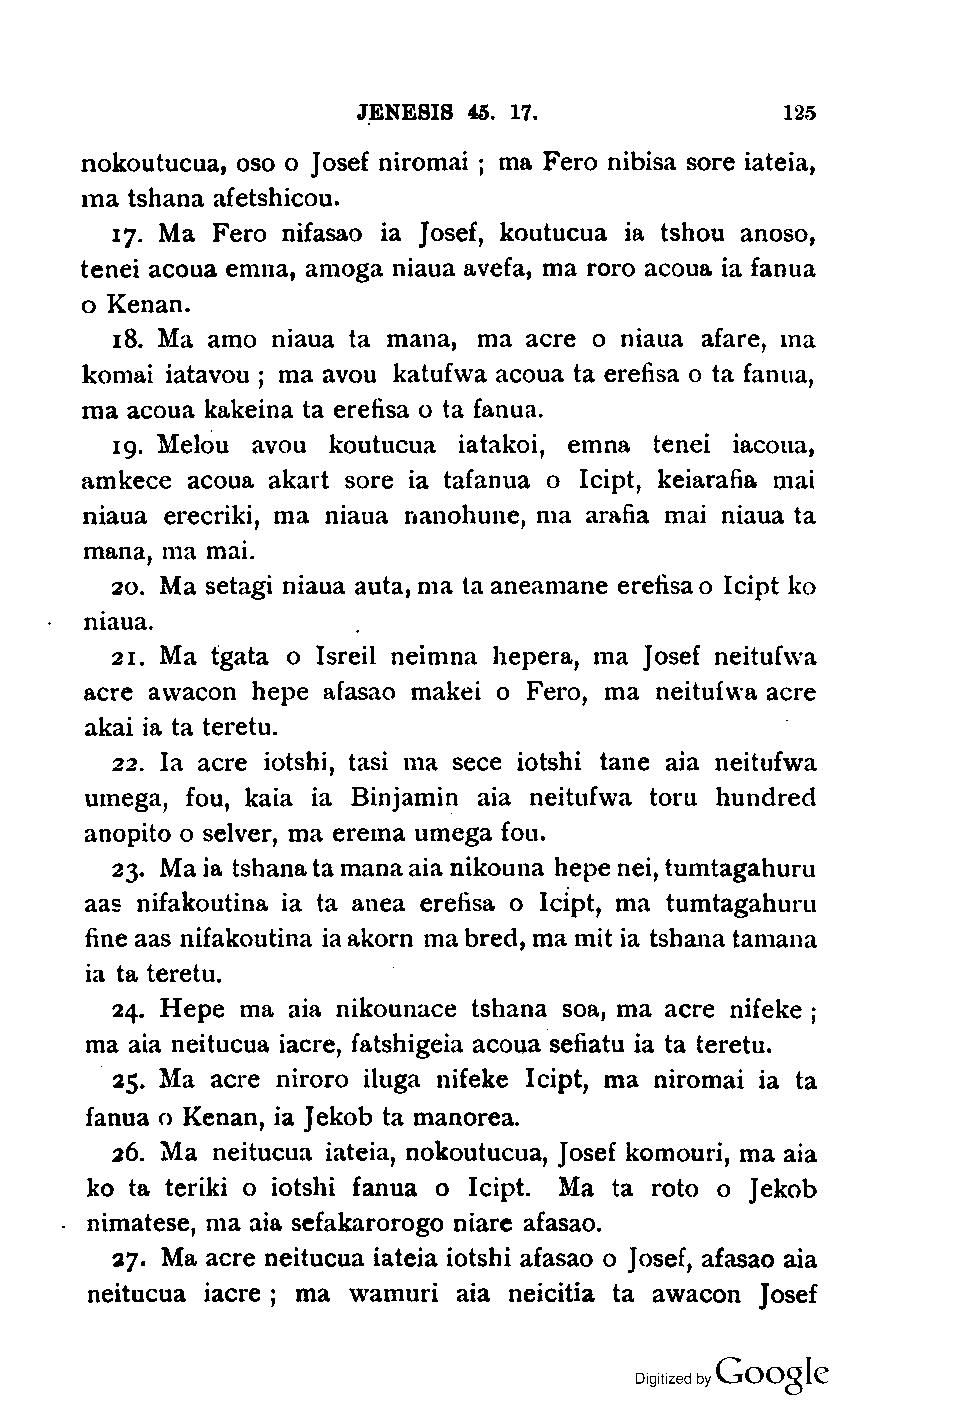 JENESIS 45. 17. 125
nokoutucua, oso o Josef niromai ; ma Fero nibisa sore iateia,
ma tshana afetshicou.
17. Ma Fero nifasao ia Josef, koutucua ia tshou anoso,
tenei acoua emna, amoga niaua avefa, ma roro acoua ia fanua
o Kenan.
18. Ma amo niaua ta mana, ma acre o niaua afare, ma
komai iatavou ; ma avou katufwa acoua ta erefisa o ta fanua,
ma acoua kakeina ta erefisa o ta fanua.
19. Melou avou koutucua iatakoi, emna tenei iacoua,
amkece acoua akart sore ia tafanua o Icipt, keiarafia mai
niaua erecriki, ma niaua nanohune, ma arafia mai niaua ta
mana, ma mai.
20. Ma setagi niaua auta, ma ta aneamane erefisa o Icipt ko
niaua.
21. Ma tgata o Isreil neimna hepera, ma Josef neitufwa
acre awacon hepe afasao makei o Fero, ma neitufwa acre
akai ia ta teretu.
22. Ia acre iotshi, tasi ma sece iotshi tane aia neitufwa
umega, fou, kaia ia Binjamin aia neitufwa toru hundred
anopito o selver, ma erema umega fou.
23. Ma ia tshana ta mana aia nikouna hepe nei, tumtagahuru
aas nifakoutina ia ta anea erefisa o Icipt, ma tumtagahuru
fine aas nifakoutina ia akorn ma bred, ma mit ia tshana tamana
ia ta teretu.
24. Hepe ma aia nikounace tshana soa, ma acre nifeke ;
ma aia neitucua iacre, fatshigeia acoua sefiatu ia ta teretu.
25. Ma acre niroro iluga nifeke Icipt, ma niromai ia ta
fanua o Kenan, ia Jekob ta manorea.
26. Ma neitucua iateia, nokoutucua, Josef komouri, ma aia
ko ta teriki o iotshi fanua o Icipt. Ma ta roto o Jekob
nimatese, ma aia sefakarorogo niare afasao.
27. Ma acre neitucua iateia iotshi afasao o Josef, afasao aia
neitucua iacre ; ma wamuri aia neicitia ta awacon Josef
Digitized by Google